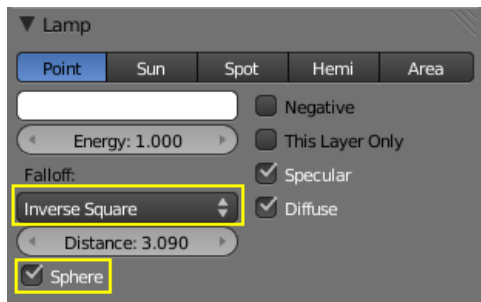 Lamp
Point Sun Spot Hemi Area
Negative
Energy: 1.000 This Layer Only
Falloff: Specular
Inverse Square Diffuse
Distance: 3.090
Sphere